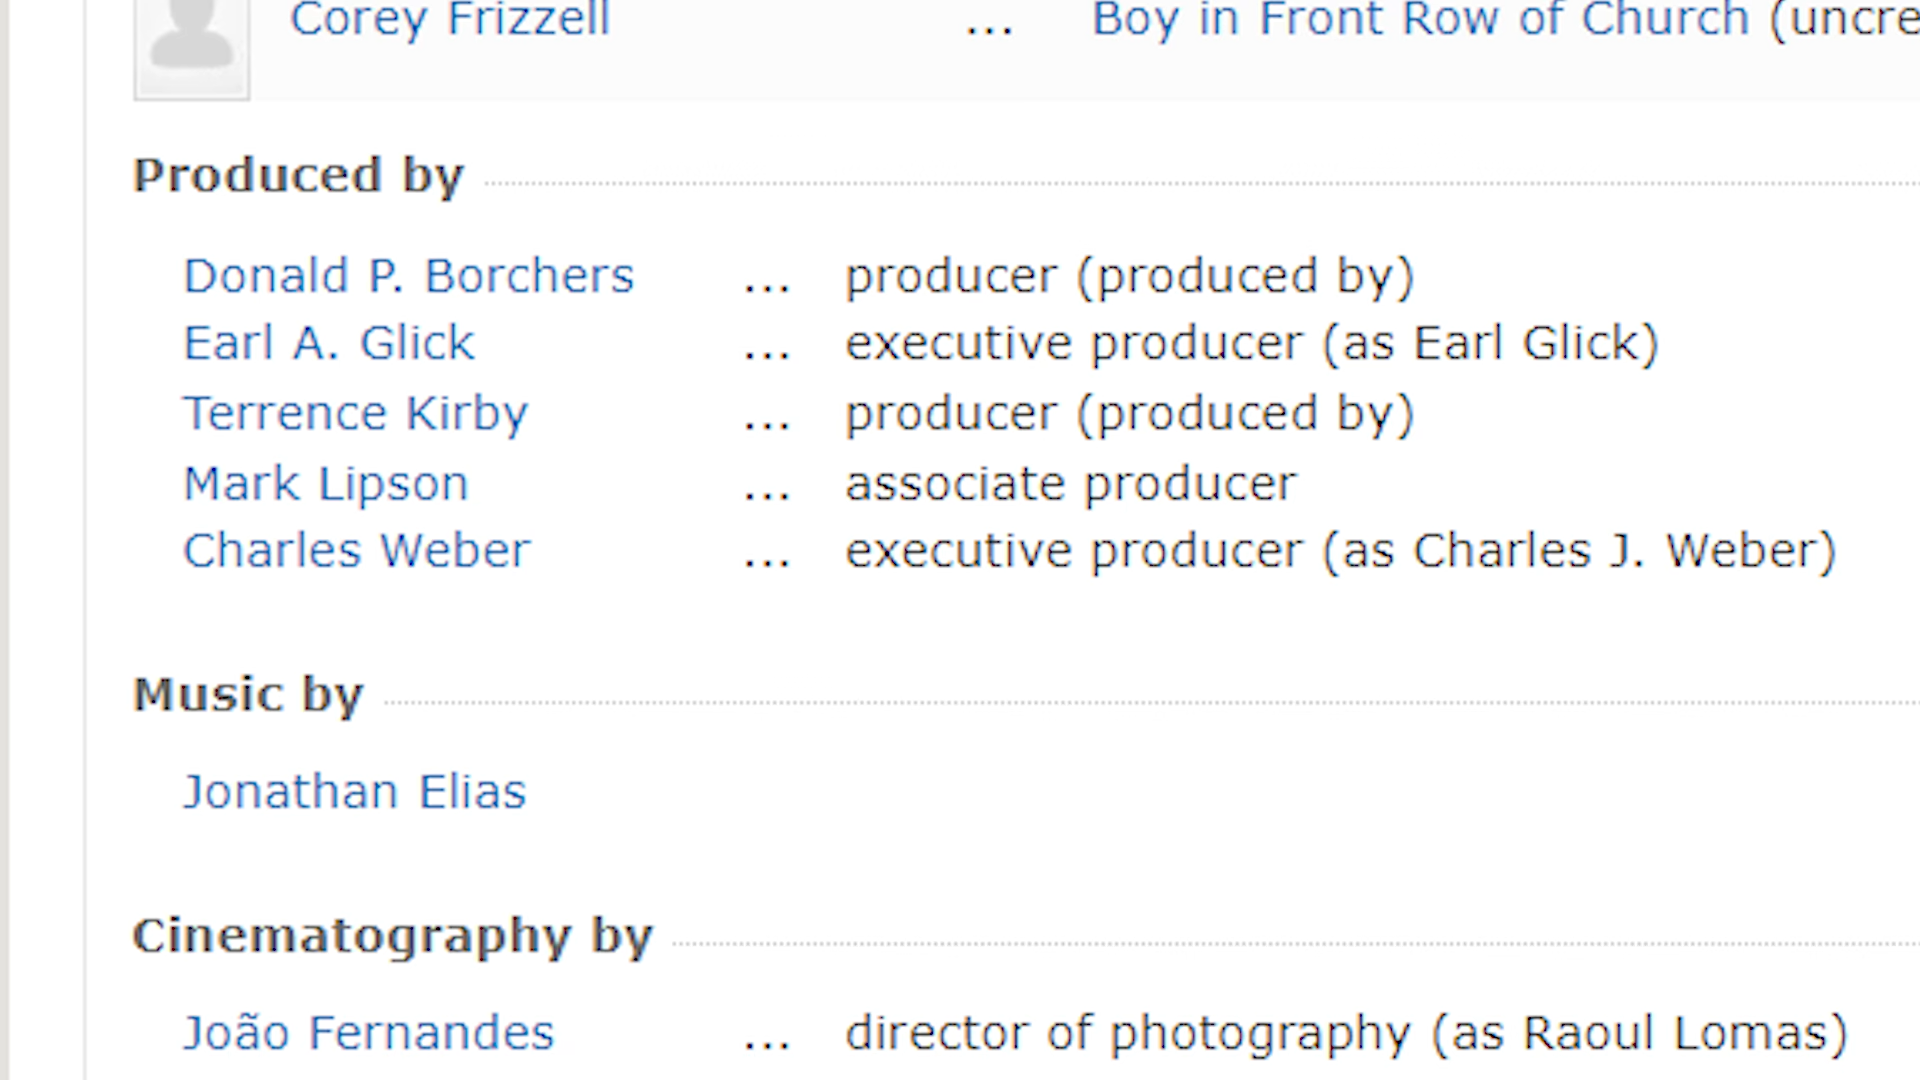 Corey Frizzell ... Boy in Front Row of Church (uncre
Produced by
Donald P. Borchers ... producer (produced by)
Earl A. Glick ... executive producer (as Earl Glick)
Terrence Kirby ... producer (produced by)
Mark Lipson ... associate producer
Charles Weber ... executive producer (as Charles J. Weber)
Music by
Jonathan Elias
Cinematography by
João Fernandes ... director of photography (as Raoul Lomas)